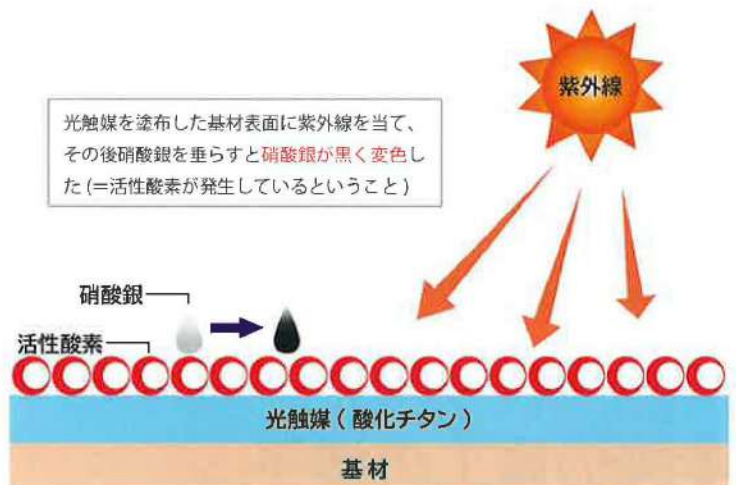 紫外線
光触媒を塗布した基材表面に紫外線を当て、
その後硝酸銀を垂らすと硝酸銀が黒く変色し
た(=活性酸素が発生しているということ)
硝酸銀
活性酸素
光触媒(酸化チタン)
基材